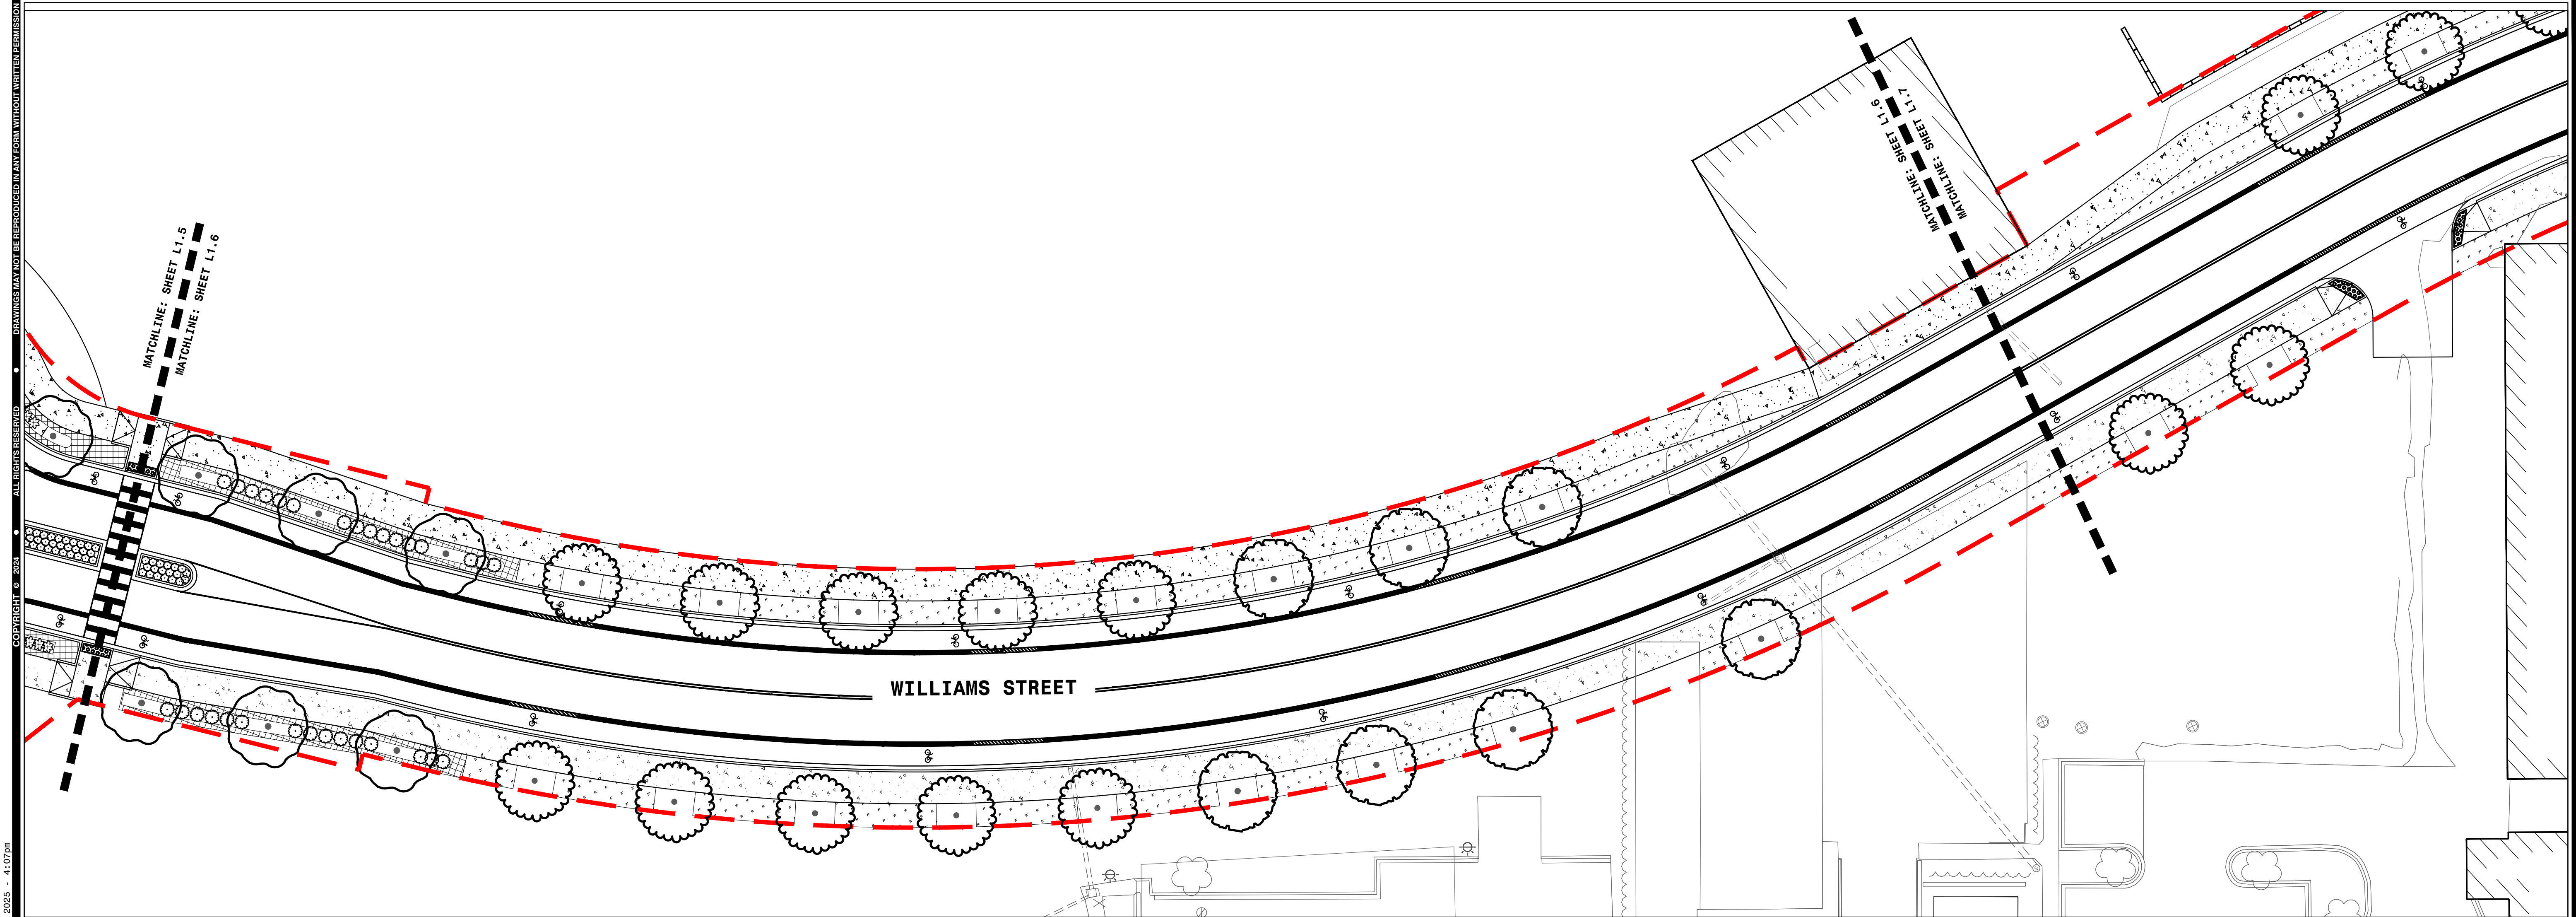 DRAWINGS MAY NOT BE REPRODUCED IN ANY FORM WITHOUT WRITTEN PERMISSION
ALL RIGHTS RESERVED
COPYRIGHT © 2024
2025 - 4:07pm
MATCHLINE: SHEET L1.5
MATCHLINE: SHEET L1.6
WILLIAMS STREET
MATCHLINE: SHEET L1.6
MATCHLINE: SHEET L1.7